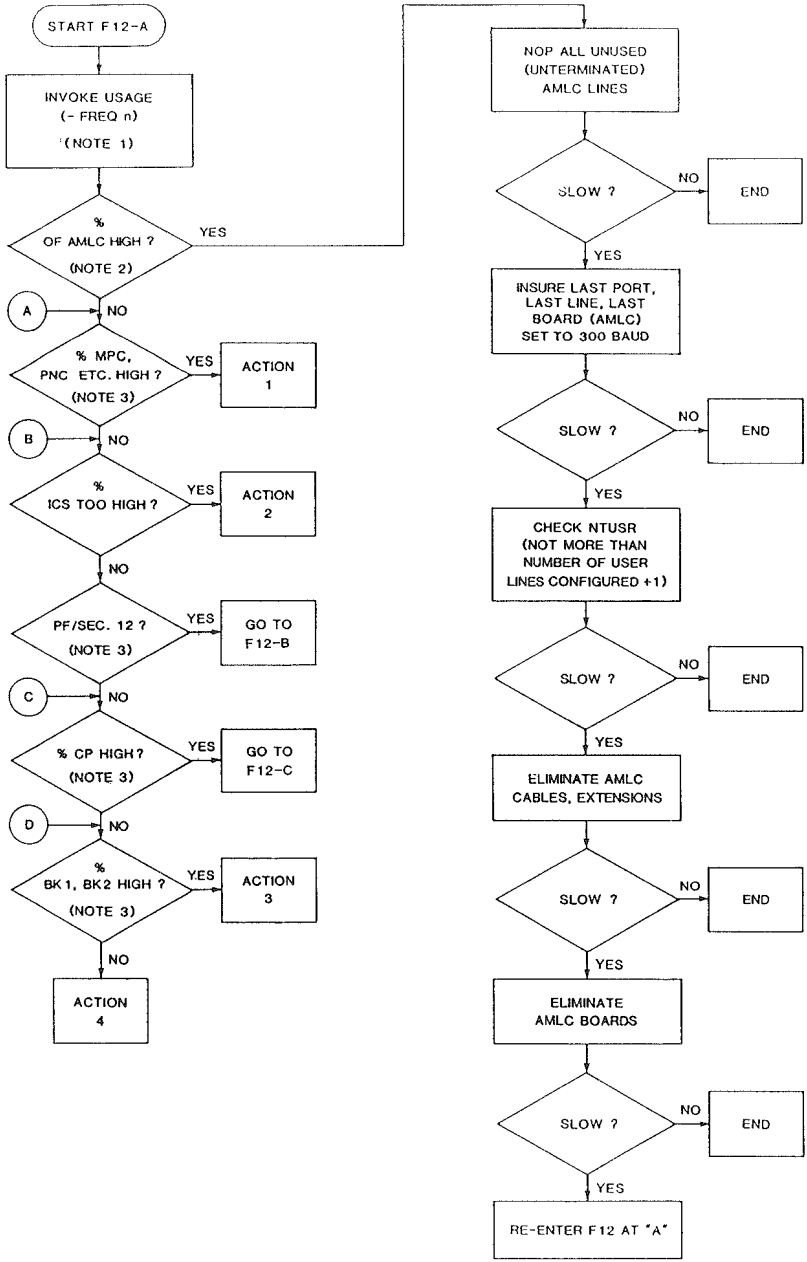 START F12-A
INVOKE USAGE
(- FREQ n)
(NOTE 1)
%
OF AMLC HIGH ?
(NOTE 2)
YES
A
NO
% MPC,
PNC ETC. HIGH ?
(NOTE 3)
YES
ACTION
1
B
NO
%
ICS TOO HIGH ?
YES
ACTION
2
NO
PF/SEC. 12 ?
(NOTE 3)
YES
GO TO
F12-B
C
NO
% CP HIGH ?
(NOTE 3)
YES
GO TO
F12-C
D
NO
%
BK1, BK2 HIGH ?
(NOTE 3)
YES
ACTION
3
NO
ACTION
4
NOP ALL UNUSED
(UNTERMINATED)
AMLC LINES
SLOW ?
NO
END
YES
INSURE LAST PORT,
LAST LINE, LAST
BOARD (AMLC)
SET TO 300 BAUD
SLOW ?
NO
END
YES
CHECK NTUSR
(NOT MORE THAN
NUMBER OF USER
LINES CONFIGURED +1)
SLOW ?
NO
END
YES
ELIMINATE AMLC
CABLES, EXTENSIONS
SLOW ?
NO
END
YES
ELIMINATE
AMLC BOARDS
SLOW ?
NO
END
YES
RE-ENTER F12 AT "A"